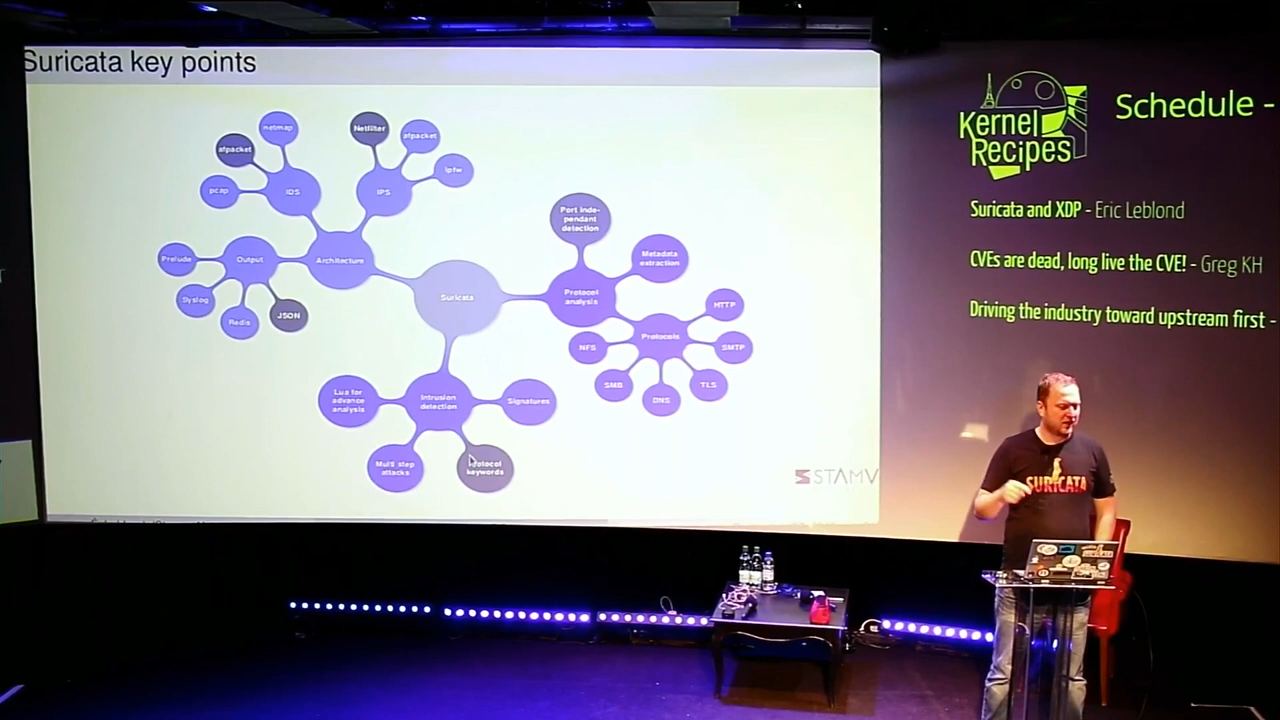 Suricata key points
netmap
afpacket
pcap
IDS
Netfilter
afpacket
ipfw
IPS
Prelude
Output
Architecture
Syslog
Redis
JSON
Suricata
Port inde-
pendant
detection
Metadata
extraction
Protocol
analysis
HTTP
Protocols
NFS
SMTP
SMB
TLS
DNS
Lua for
advance
analysis
Intrusion
detection
Signatures
Multi step
attacks
Protocol
keywords
STAMV
Kernel
Recipes
Schedule -
Suricata and XDP - Eric Leblond
CVEs are dead, long live the CVE! - Greg KH
Driving the industry toward upstream first -
SURICATA